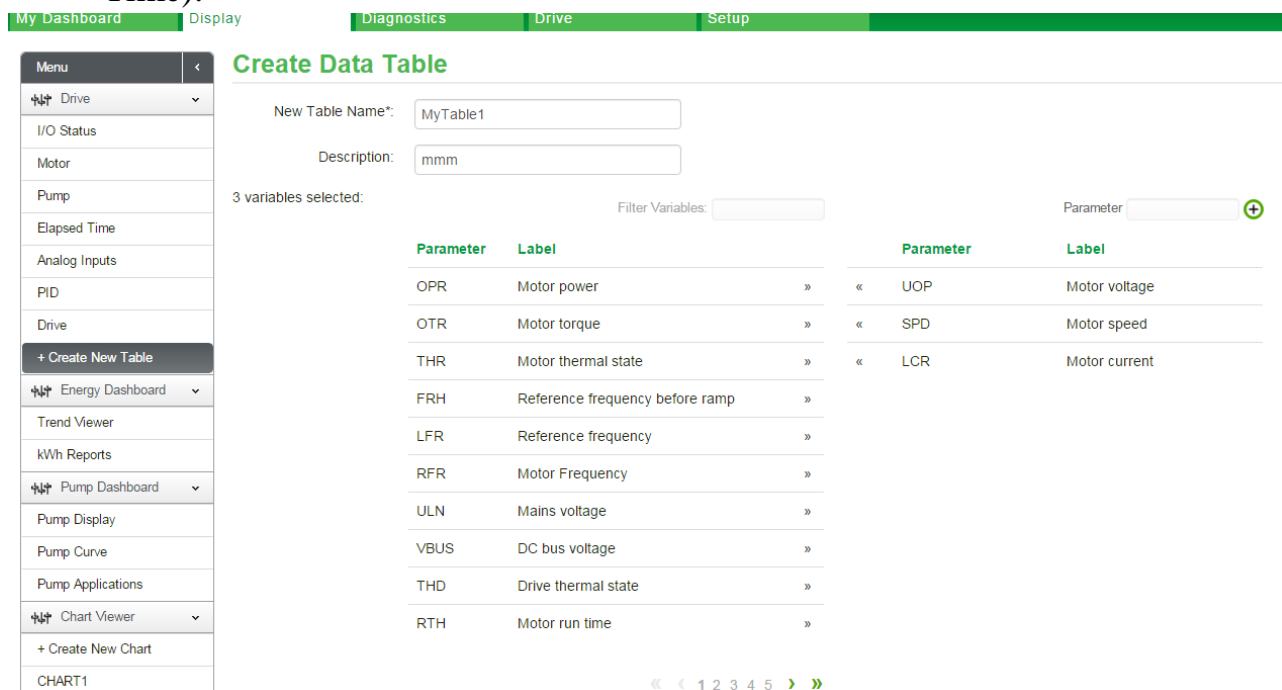 Time).
My Dashboard Display Diagnostics Drive Setup
Menu ‹
Create Data Table
Drive
New Table Name*: MyTable1
I/O Status
Motor
Description: mmm
Pump
3 variables selected: Filter Variables: Parameter
Elapsed Time
Analog Inputs
Parameter Label Parameter Label
PID
OPR Motor power » « UOP Motor voltage
Drive
OTR Motor torque » « SPD Motor speed
+ Create New Table
THR Motor thermal state » « LCR Motor current
Energy Dashboard
FRH Reference frequency before ramp »
Trend Viewer
LFR Reference frequency »
kWh Reports
RFR Motor Frequency »
Pump Dashboard
ULN Mains voltage »
Pump Display
Pump Curve
VBUS DC bus voltage »
Pump Applications
THD Drive thermal state »
Chart Viewer
RTH Motor run time »
+ Create New Chart
CHART1
« ‹ 1 2 3 4 5 › »